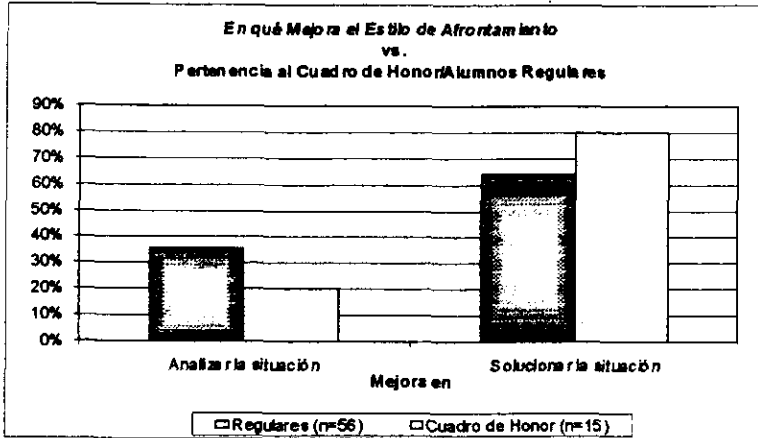 En qué Mejora el Estilo de Afrontamiento
vs.
Pertenencia al Cuadro de Honor/Alumnos Regulares
90%
80%
70%
60%
50%
40%
30%
20%
10%
0%
Analizar la situación
Solucionar la situación
Mejora en
Regulares (n=56)
Cuadro de Honor (n=15)